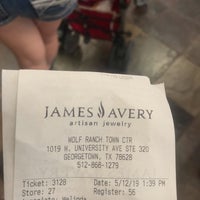 JAMES AVERY
artisan jewelry
WOLF RANCH TOWN CTR
1019 W. UNIVERSITY AVE STE 320
GEORGETOWN, TX 78628
512-868-1279
Ticket: 3128 Date: 5/12/19 1:39 PM
Store: 27 Register: 56